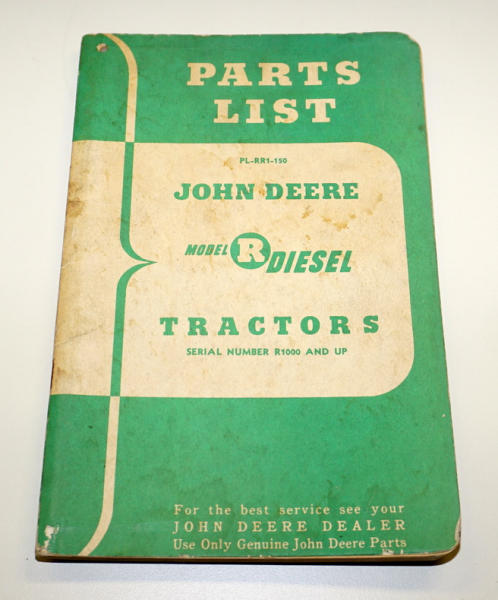 PARTS
LIST
PL-RR1-150
JOHN DEERE
MODEL R DIESEL
TRACTORS
SERIAL NUMBER R1000 AND UP
For the best service see your
JOHN DEERE DEALER
Use Only Genuine John Deere Parts